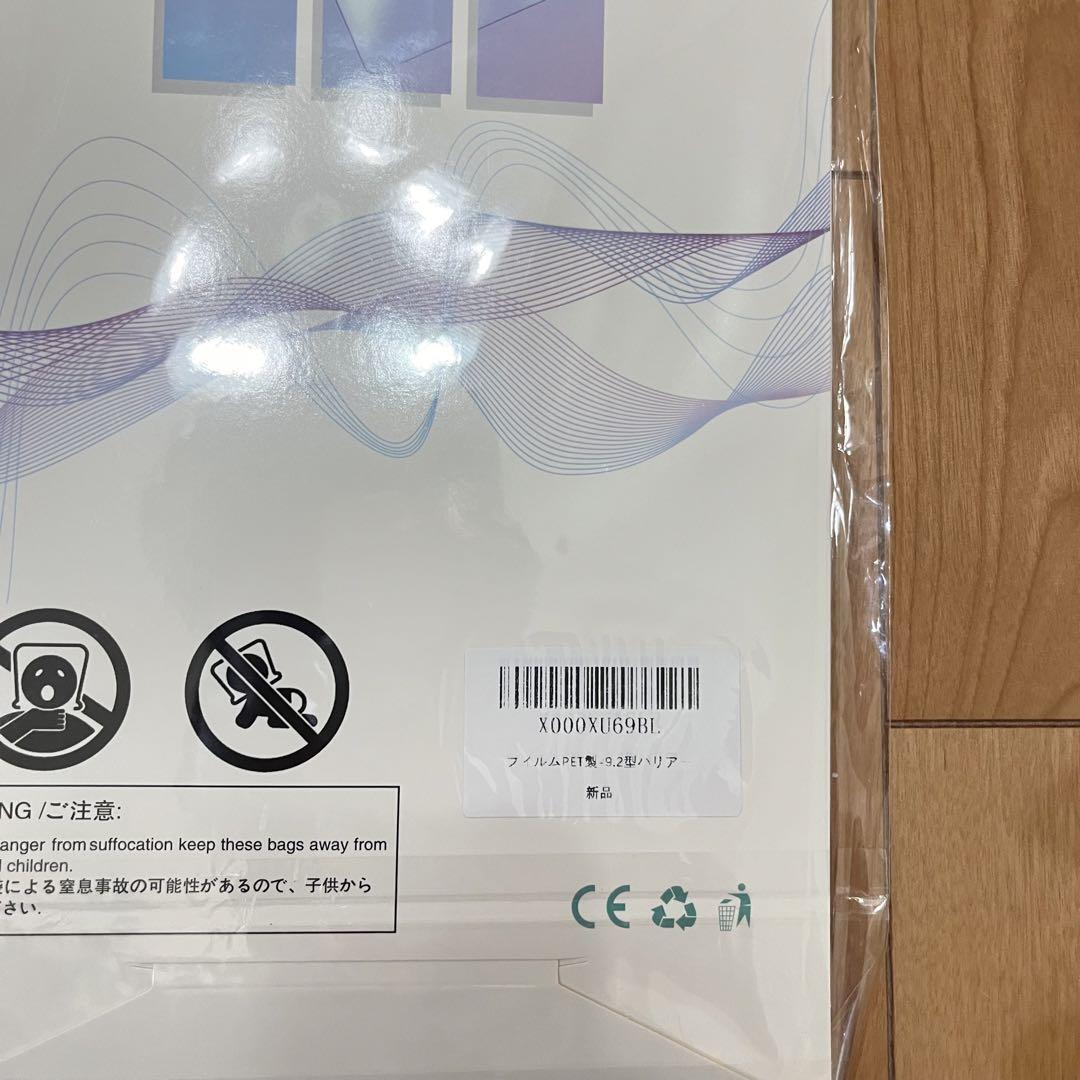 X000XU69BL
フィルムPET製-9.2型ハリアー
新品
NG /ご注意:
anger from suffocation keep these bags away from
children.
による窒息事故の可能性があるので、子供から
さい.
CE